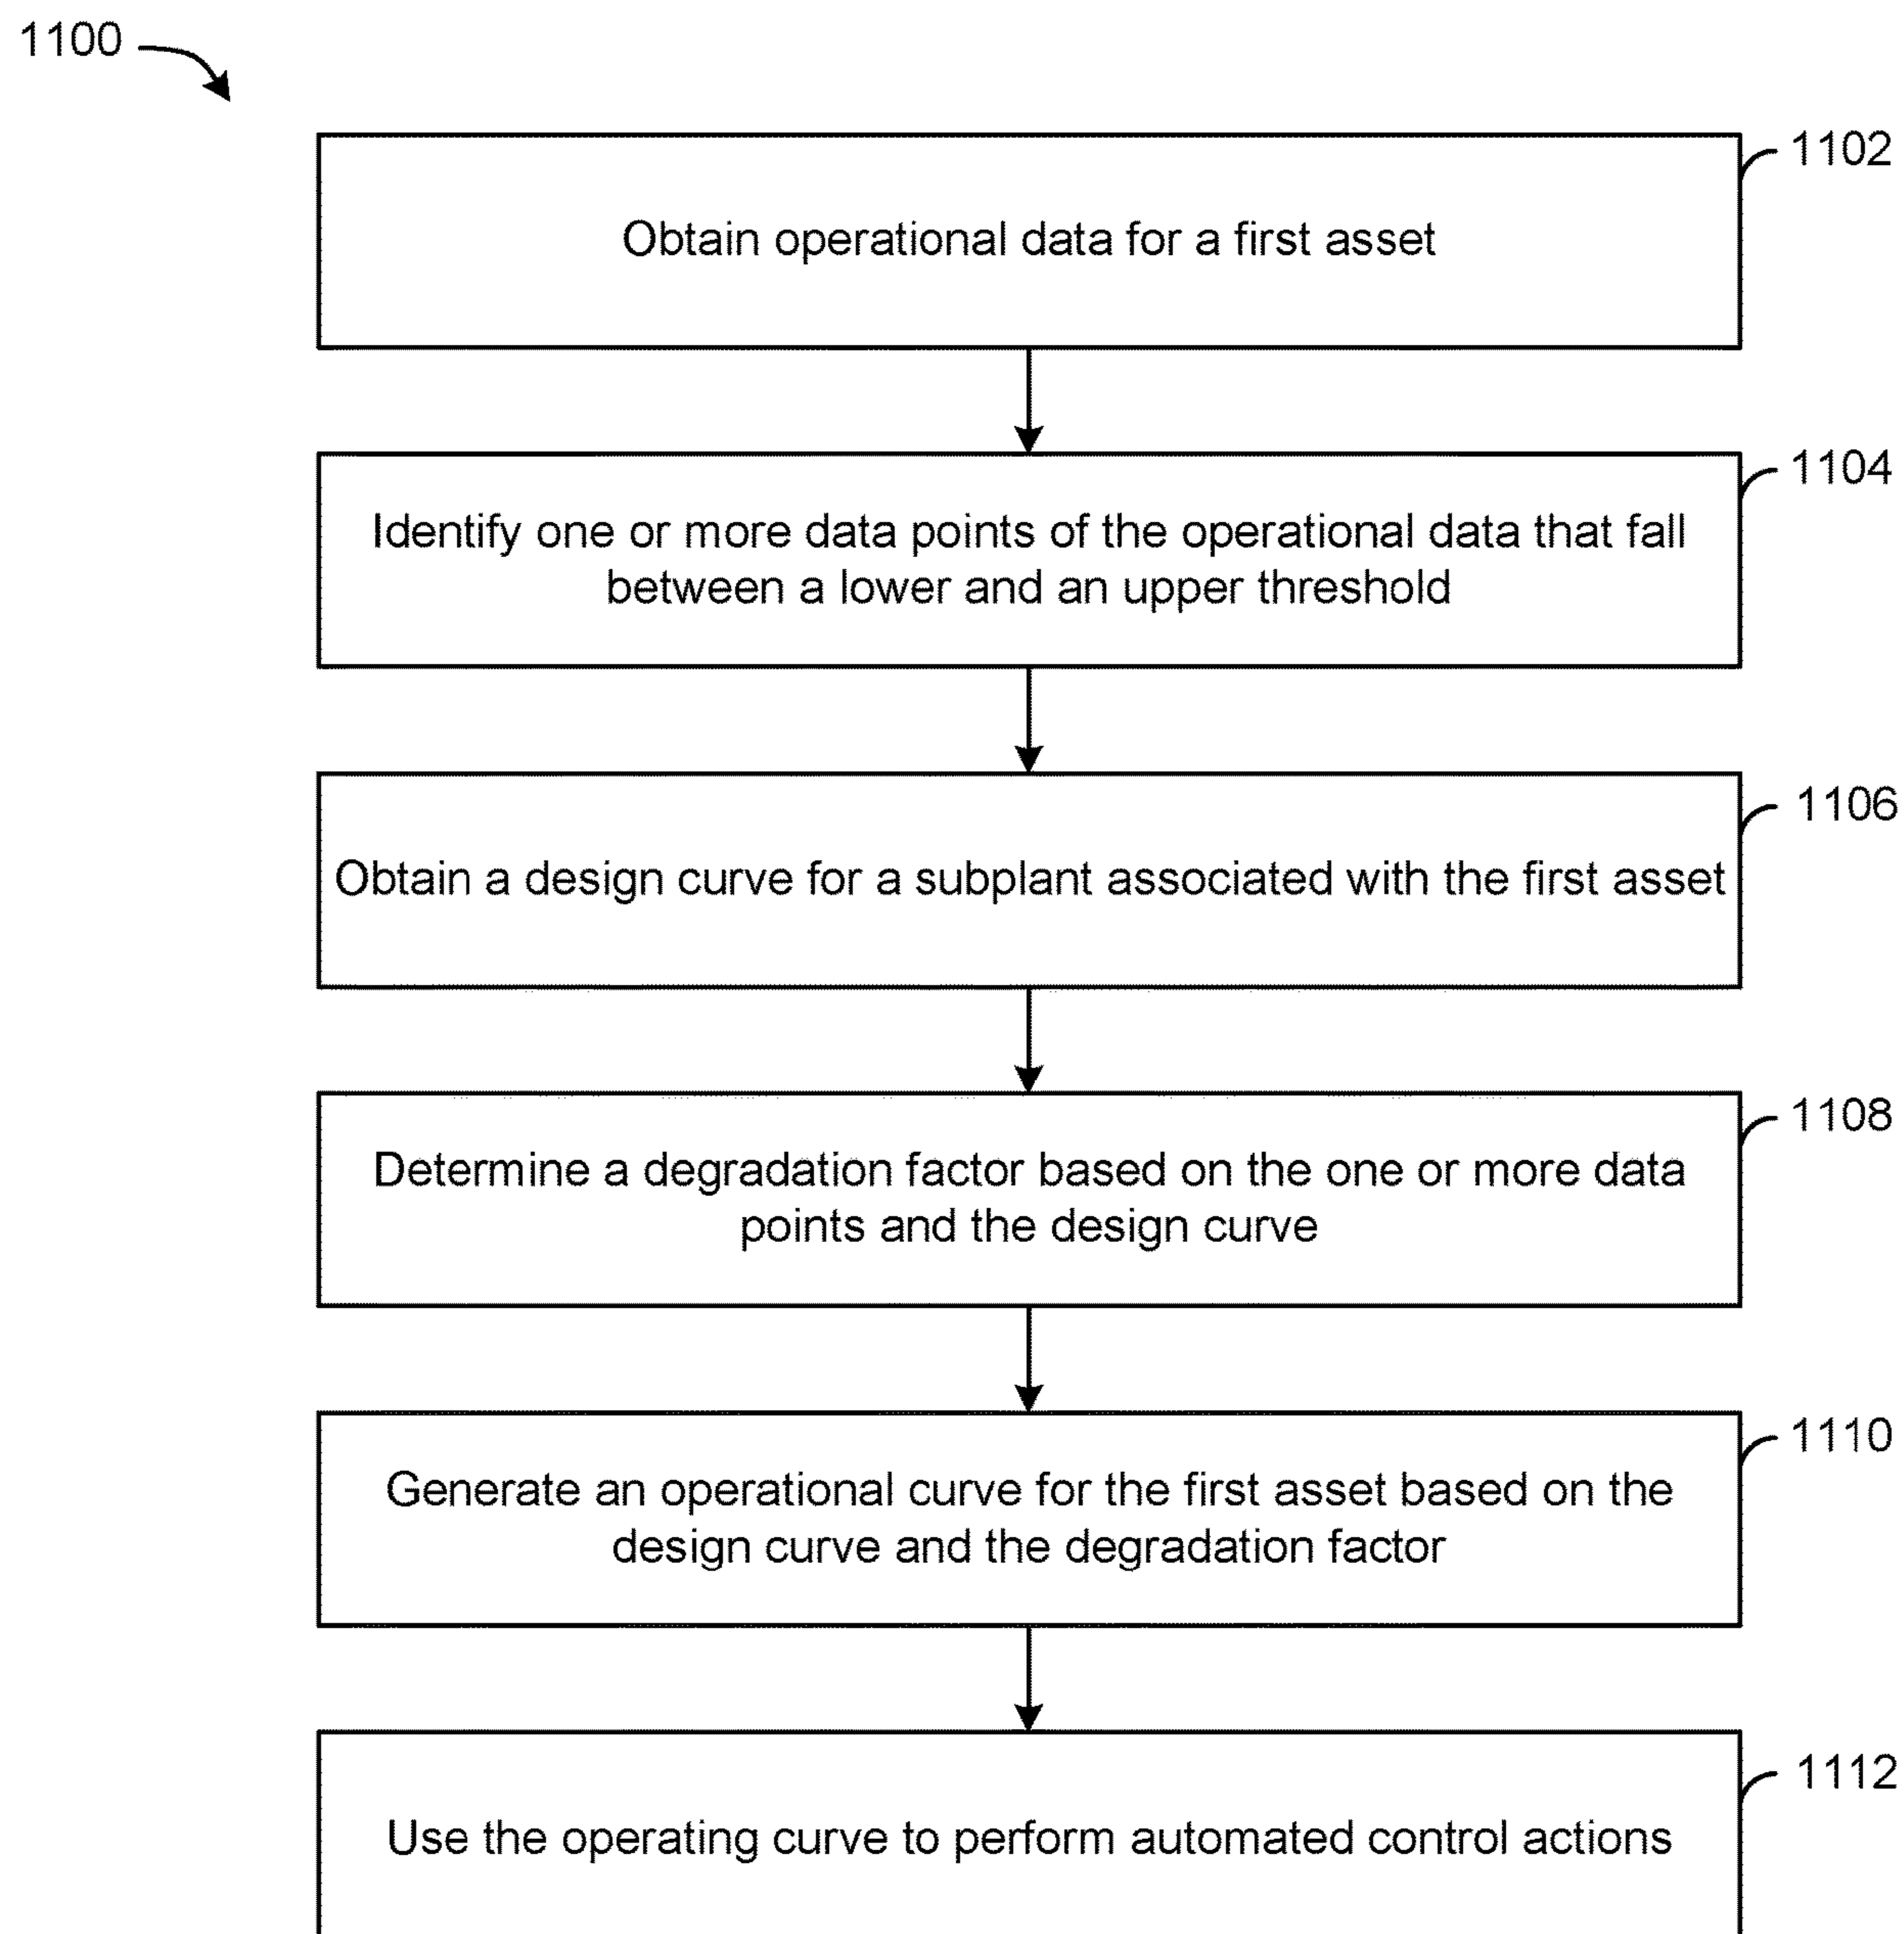 1100
1102
Obtain operational data for a first asset
1104
Identify one or more data points of the operational data that fall
between a lower and an upper threshold
1106
Obtain a design curve for a subplant associated with the first asset
1108
Determine a degradation factor based on the one or more data
points and the design curve
1110
Generate an operational curve for the first asset based on the
design curve and the degradation factor
1112
Use the operating curve to perform automated control actions